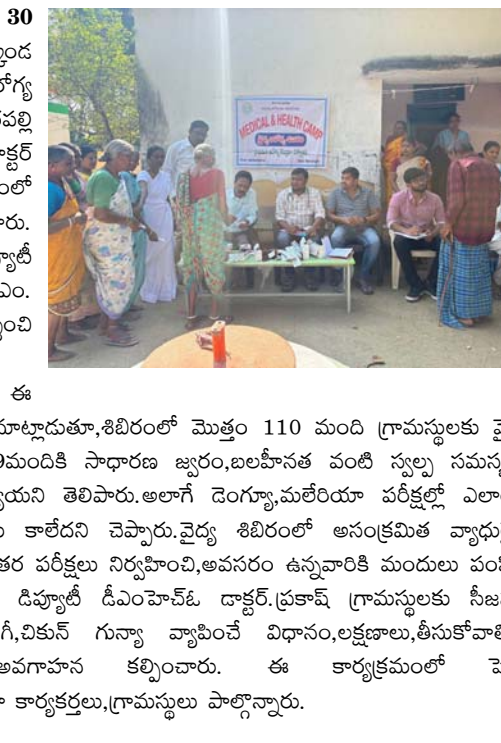 30
ోండ
ోగ్య
పల్లి
క్టర్
ంలో
ారు.
్యూటీ
ఎం.
ంచి
MEDICAL & HEALTH CAMP
ఈ
మాట్లాడుతూ,శిబిరంలో మొత్తం 110 మంది గ్రామస్థులకు వై
9మందికి సాధారణ జ్వరం,బలహీనత వంటి స్వల్ప సమస్య
్యాయని తెలిపారు.అలాగే డెంగ్యూ,మలేరియా పరీక్షల్లో ఎలా
ు కాలేదని చెప్పారు.వైద్య శిబిరంలో అసంక్రమిత వ్యాధు
తర పరీక్షలు నిర్వహించి,అవసరం ఉన్నవారికి మందులు పం
డిప్యూటీ డీఎంహెచ్ఓ డాక్టర్.ప్రకాష్ గ్రామస్థులకు సీజ
గీ,చికున్ గున్యా వ్యాపించే విధానం,లక్షణాలు,తీసుకోవా
అవగాహన కల్పించారు. ఈ కార్యక్రమంలో హె
ా కార్యకర్తలు,గ్రామస్థులు పాల్గొన్నారు.